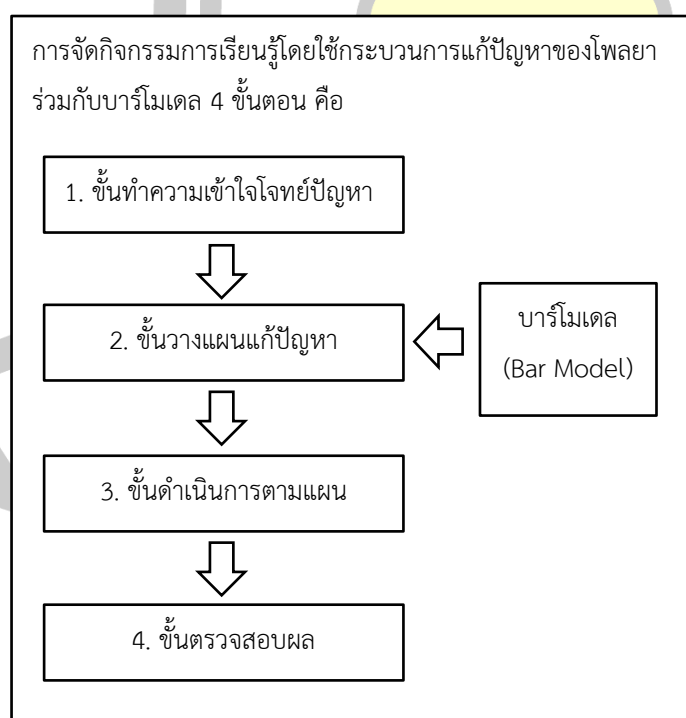 การจัดกิจกรรมการเรียนรู้โดยใช้กระบวนการแก้ปัญหาของโพลยา
ร่วมกับบาร์โมเดล 4 ขั้นตอน คือ
1. ขั้นทำความเข้าใจโจทย์ปัญหา
2. ขั้นวางแผนแก้ปัญหา
บาร์โมเดล
(Bar Model)
3. ขั้นดำเนินการตามแผน
4. ขั้นตรวจสอบผล